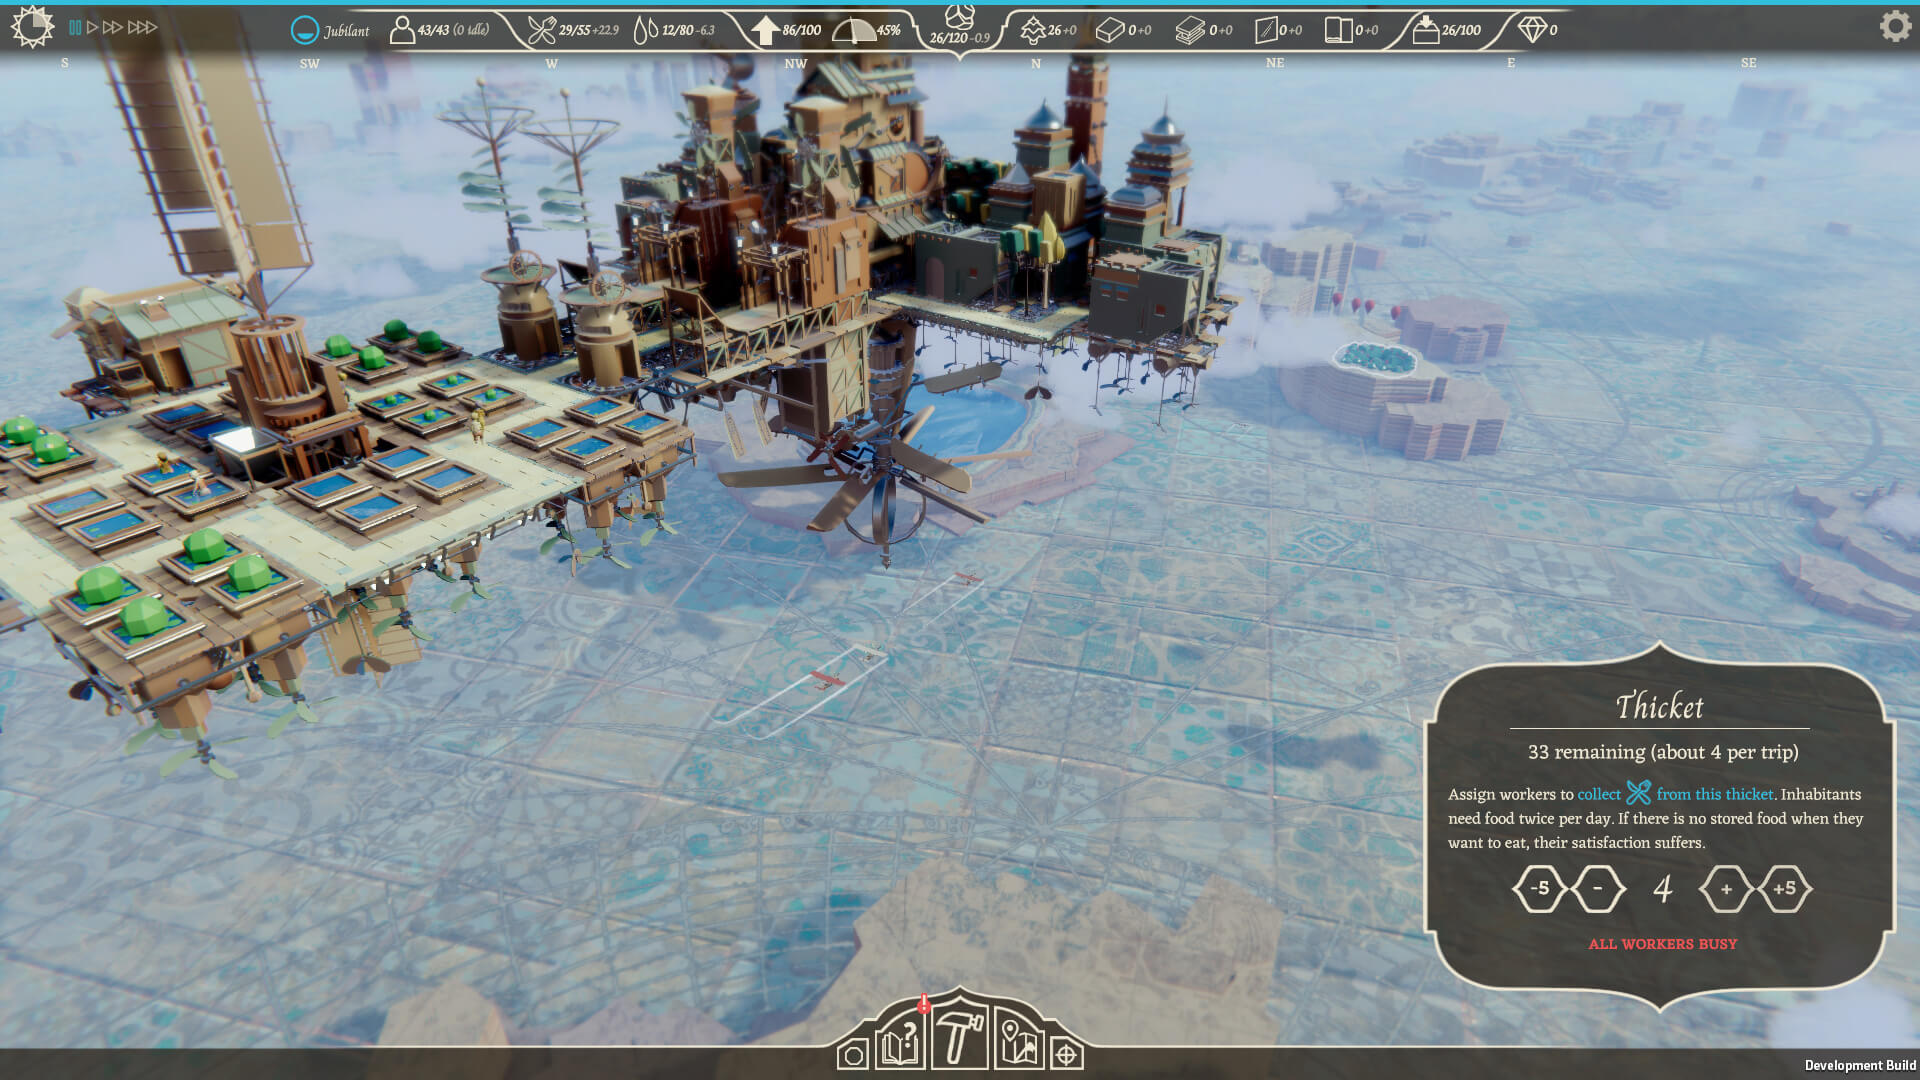 Jubilant
43/43 (0 idle)
29/55 +22.9
12/80 -6.3
86/100
45%
26/120 -0.9
26 +0
0 +0
0 +0
0 +0
0 +0
26/100
0
S SW W NW N NE E SE
Thicket
33 remaining (about 4 per trip)
Assign workers to collect from this thicket. Inhabitants
need food twice per day. If there is no stored food when they
want to eat, their satisfaction suffers.
-5 - 4 + +5
ALL WORKERS BUSY
Development Build